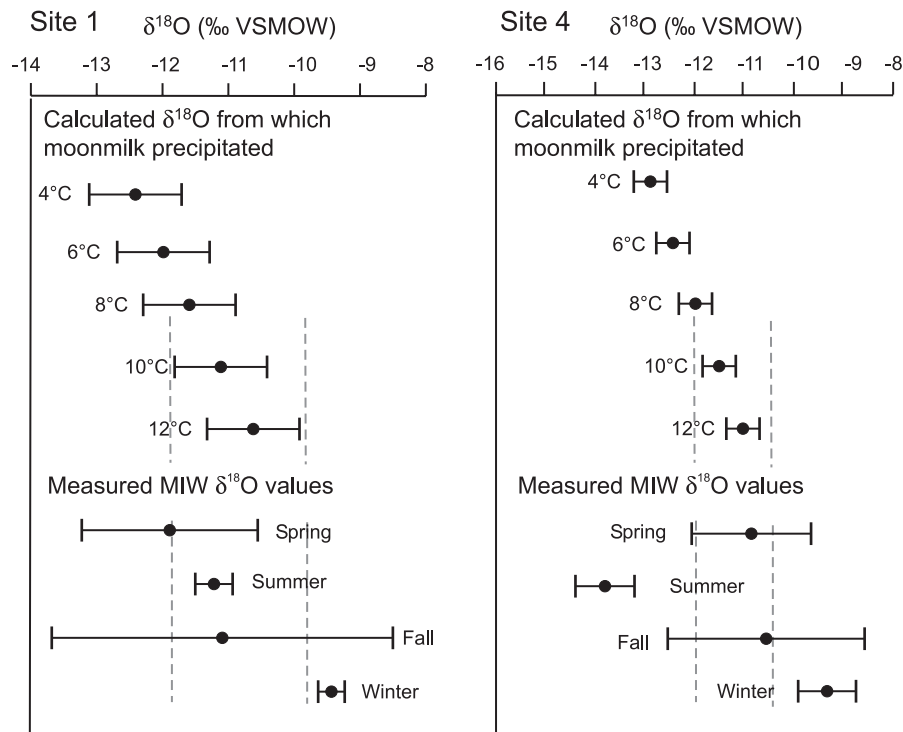 Site 1 δ¹⁸O (‰ VSMOW)
-14 -13 -12 -11 -10 -9 -8
Calculated δ¹⁸O from which
moonmilk precipitated
4°C
6°C
8°C
10°C
12°C
Measured MIW δ¹⁸O values
Spring
Summer
Fall
Winter
Site 4 δ¹⁸O (‰ VSMOW)
-16 -15 -14 -13 -12 -11 -10 -9 -8
Calculated δ¹⁸O from which
moonmilk precipitated
4°C
6°C
8°C
10°C
12°C
Measured MIW δ¹⁸O values
Spring
Summer
Fall
Winter